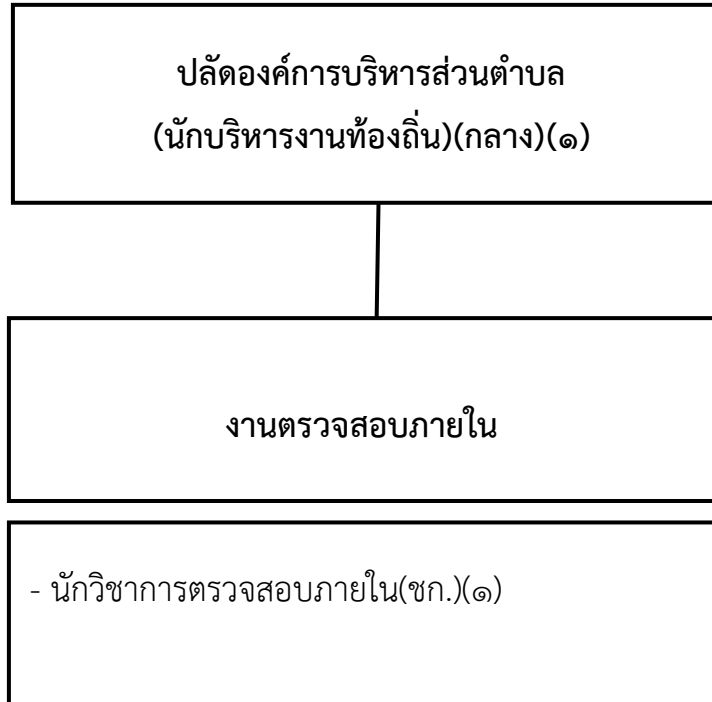 ปลัดองค์การบริหารส่วนตำบล
(นักบริหารงานท้องถิ่น)(กลาง)(๑)
งานตรวจสอบภายใน
- นักวิชาการตรวจสอบภายใน(ชก.)(๑)